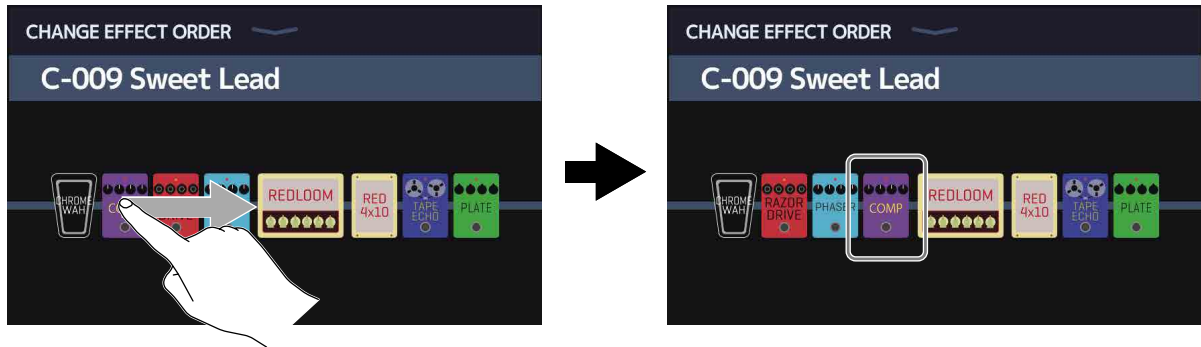 CHANGE EFFECT ORDER
C-009 Sweet Lead
CHROME
WAH
REDLOOM
RED
4x10
TAPE
ECHO
PLATE
CHANGE EFFECT ORDER
C-009 Sweet Lead
CHROME
WAH
RAZOR
DRIVE
PHASER
COMP
REDLOOM
RED
4x10
TAPE
ECHO
PLATE